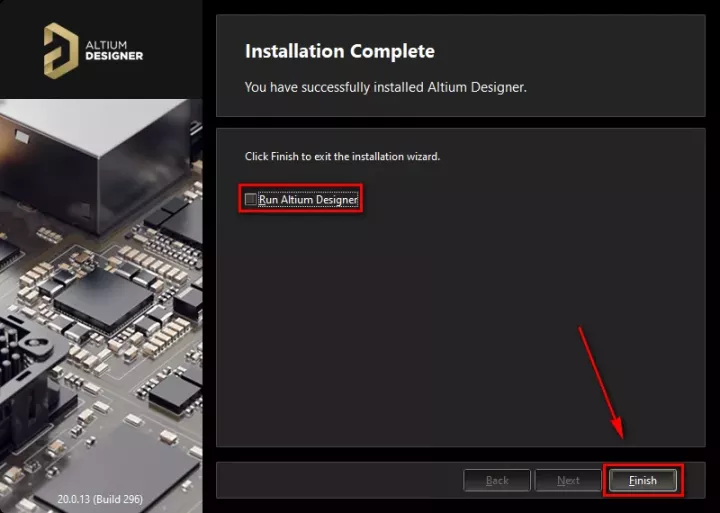 ALTIUM
DESIGNER
Installation Complete
You have successfully installed Altium Designer.
Click Finish to exit the installation wizard.
Run Altium Designer
20.0.13 (Build 296)
Back
Next
Finish